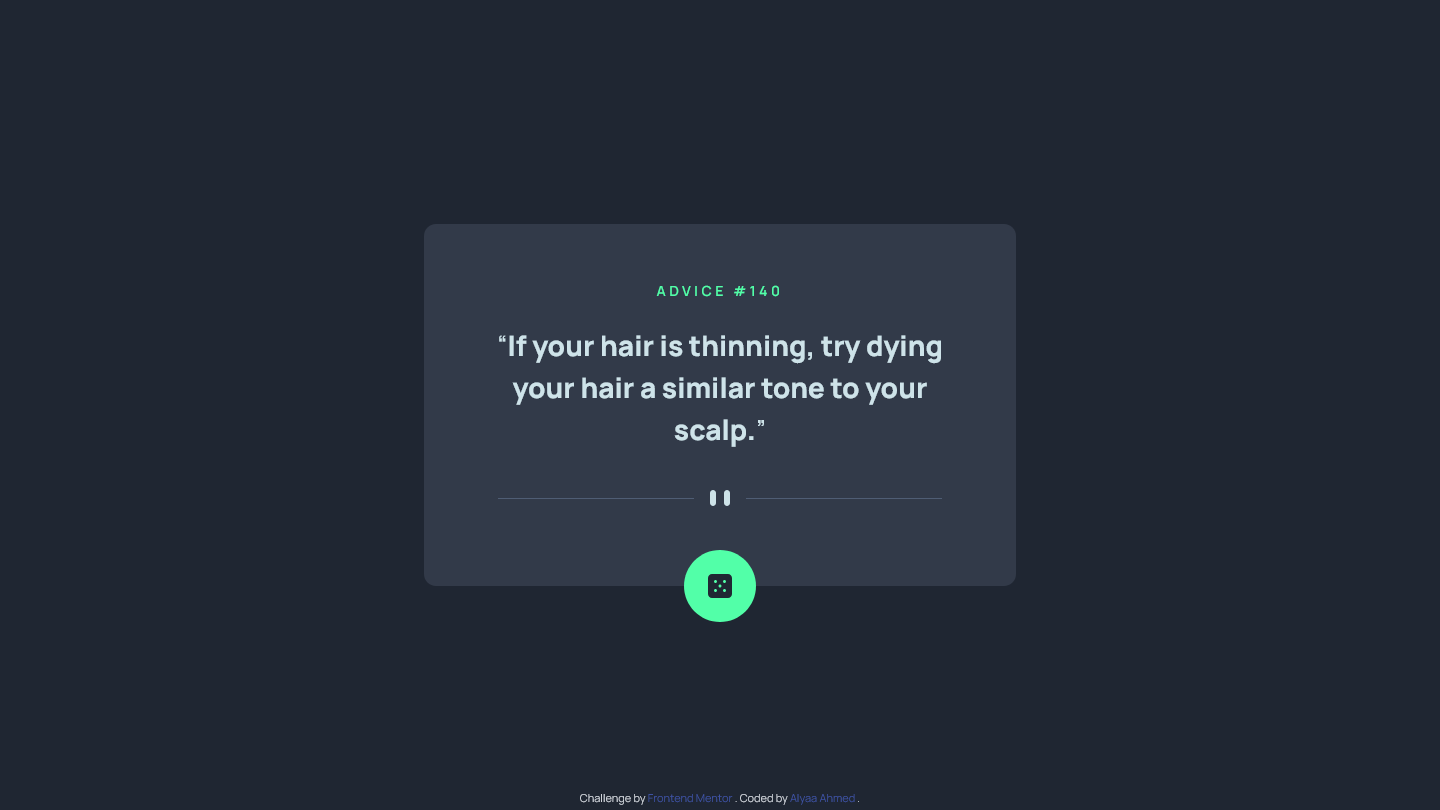 ADVICE #140
“If your hair is thinning, try dying
your hair a similar tone to your
scalp.”
Challenge by Frontend Mentor. Coded by Alyaa Ahmed.